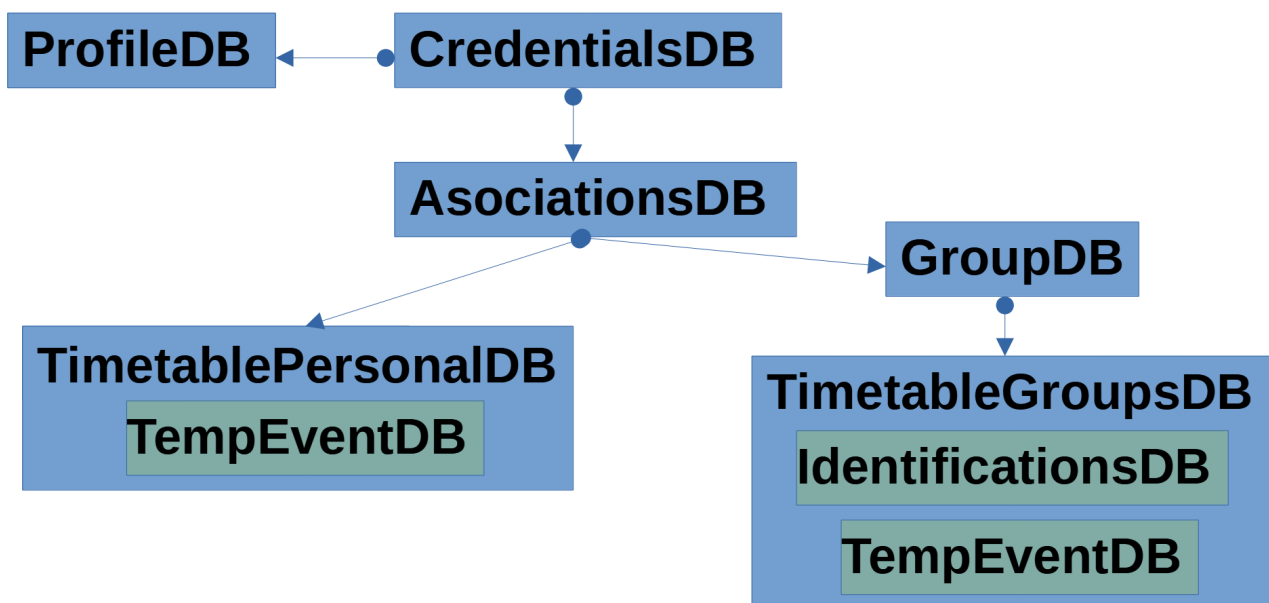 ProfileDB
CredentialsDB
AsociationsDB
GroupDB
TimetablePersonalDB
TempEventDB
TimetableGroupsDB
IdentificationsDB
TempEventDB